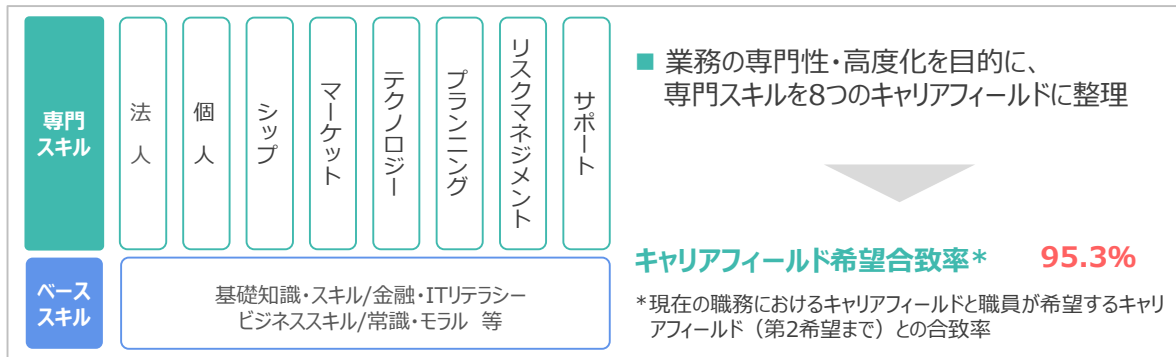 専門
スキル
法人
個人
シップ
マーケット
テクノロジー
プランニング
リスクマネジメント
サポート
■ 業務の専門性・高度化を目的に、
専門スキルを8つのキャリアフィールドに整理
キャリアフィールド希望合致率* 95.3%
*現在の職務におけるキャリアフィールドと職員が希望するキャリ
アフィールド（第2希望まで）との合致率
ベース
スキル
基礎知識・スキル/金融・ITリテラシー
ビジネススキル/常識・モラル 等